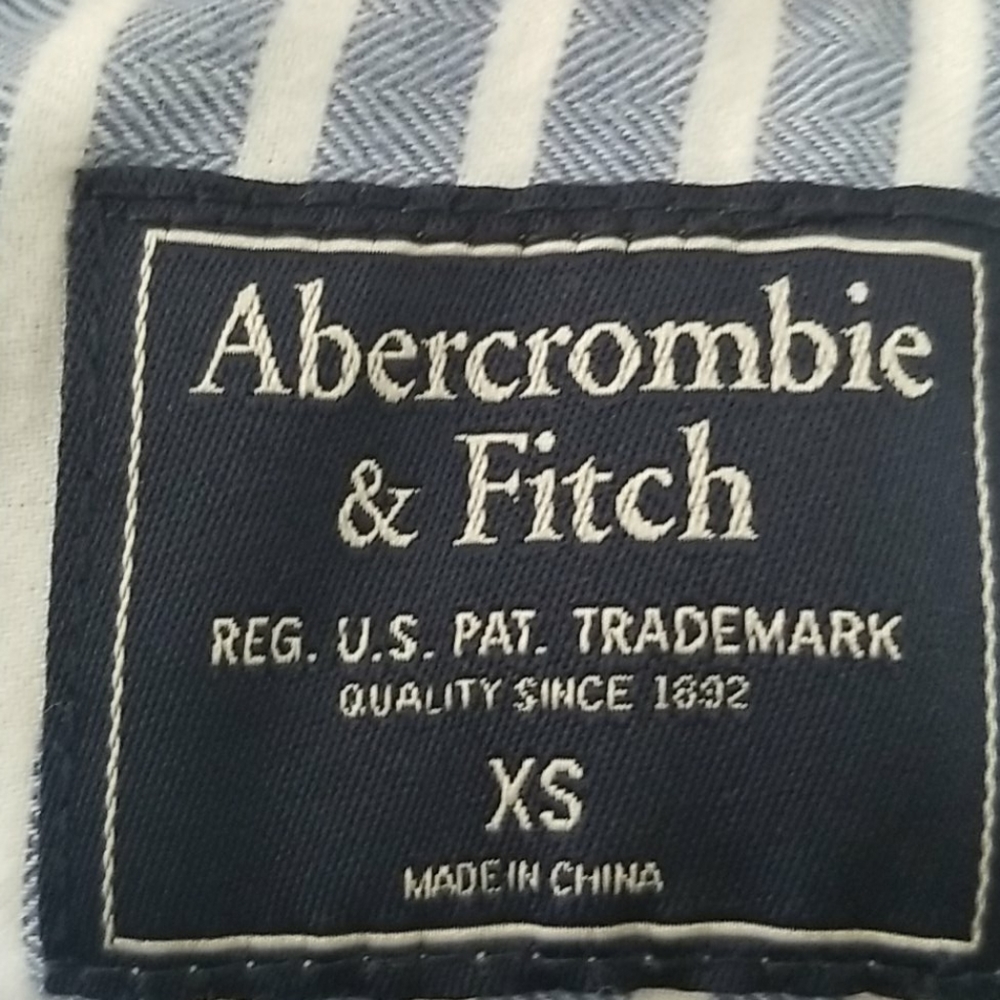 Abercrombie
& Fitch
REG. U.S. PAT. TRADEMARK
QUALITY SINCE 1892
XS
MADE IN CHINA